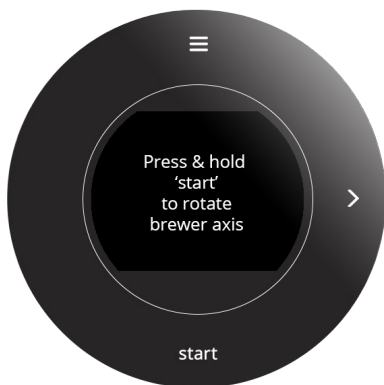 Press & hold
‘start’
to rotate
brewer axis
start